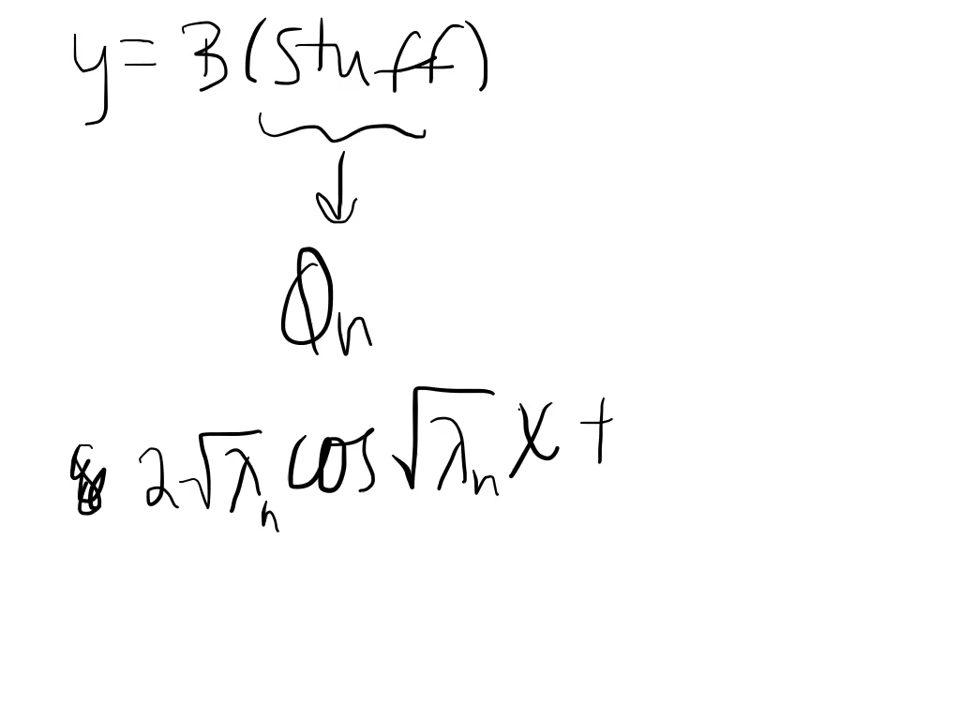 y = B(stuff)
Φn
2√λn cos √λn x +